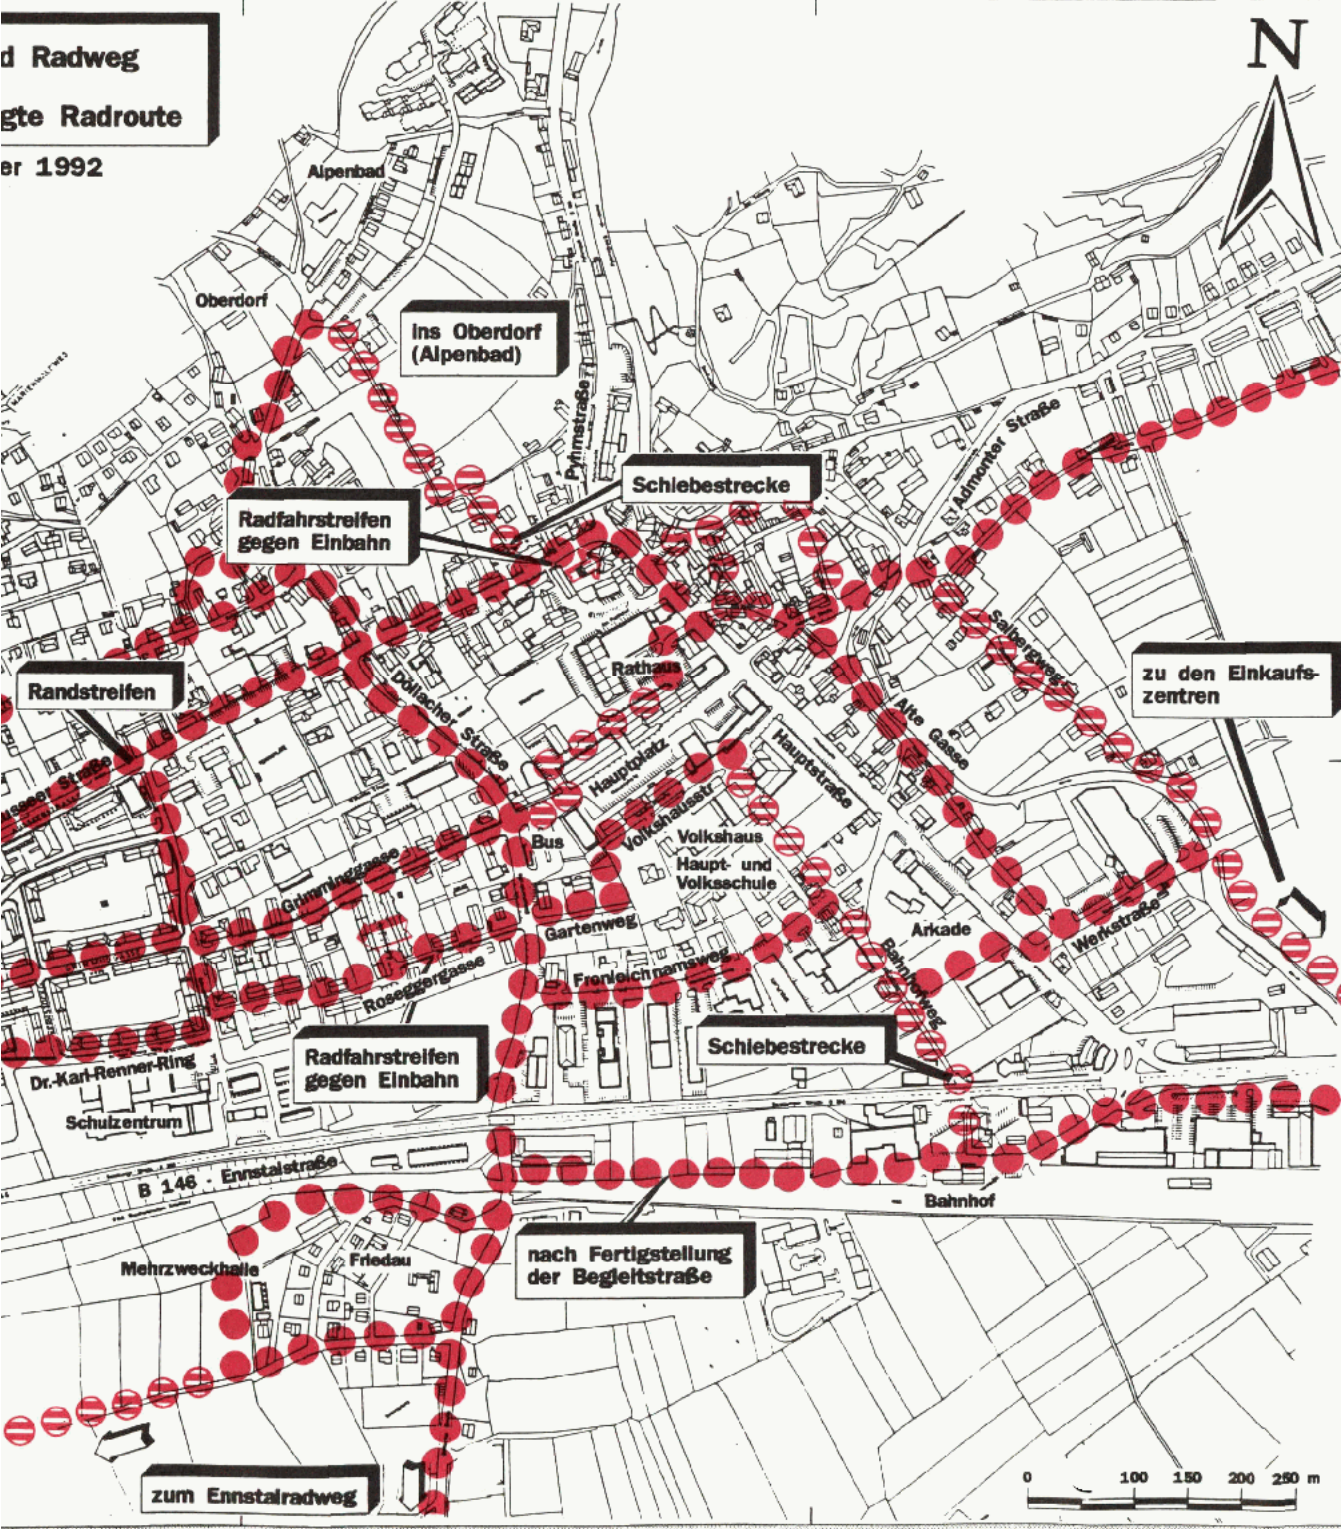 d Radweg
gte Radroute
er 1992
N
Alpenbad
Oberdorf
ins Oberdorf
(Alpenbad)
Pyhrnstraße
Schiebestrecke
Admonter Straße
Radfahrstreifen
gegen Einbahn
Salbergweg
Rathaus
zu den Einkaufs-
zentren
Randstreifen
Döllacher Straße
Alte Gasse
Hauptplatz
Hauptstraße
Straße
Volkshausstr.
Bus
Volkshaus
Haupt- und
Volksschule
Grimminggasse
Gartenweg
Arkade
Werkstraße
Fronleichnamsweg
Bahnhofweg
Roseggergasse
Radfahrstreifen
gegen Einbahn
Schiebestrecke
Dr.-Karl-Renner-Ring
Schulzentrum
B 146 - Ennstalstraße
Bahnhof
nach Fertigstellung
der Begleitstraße
Friedau
Mehrzweckhalle
zum Ennstalradweg
0 100 150 200 250 m